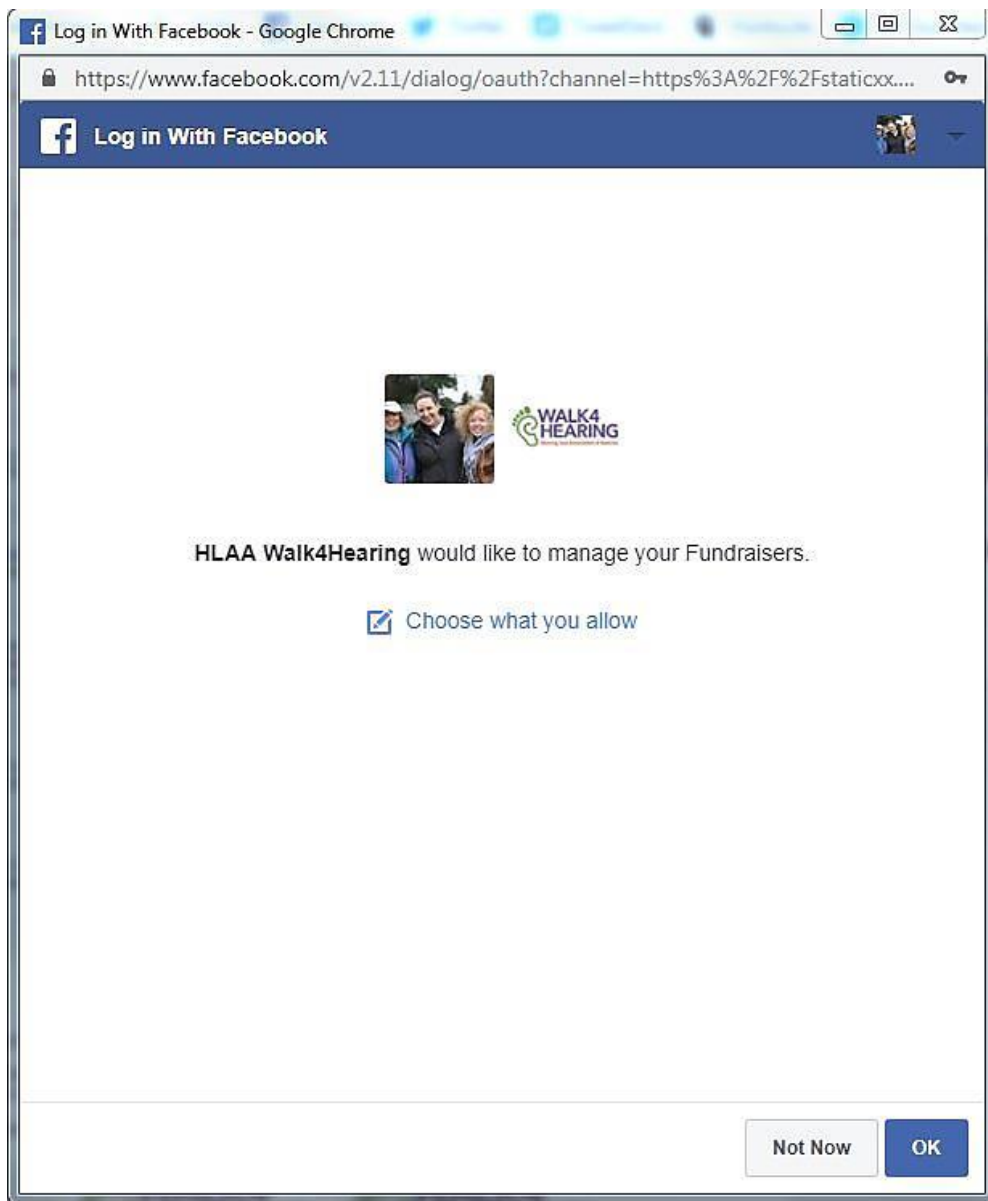 Log in With Facebook - Google Chrome
https://www.facebook.com/v2.11/dialog/oauth?channel=https%3A%2F%2Fstaticxx....
Log in With Facebook
WALK4
HEARING
HLAA Walk4Hearing would like to manage your Fundraisers.
Choose what you allow
Not Now
OK